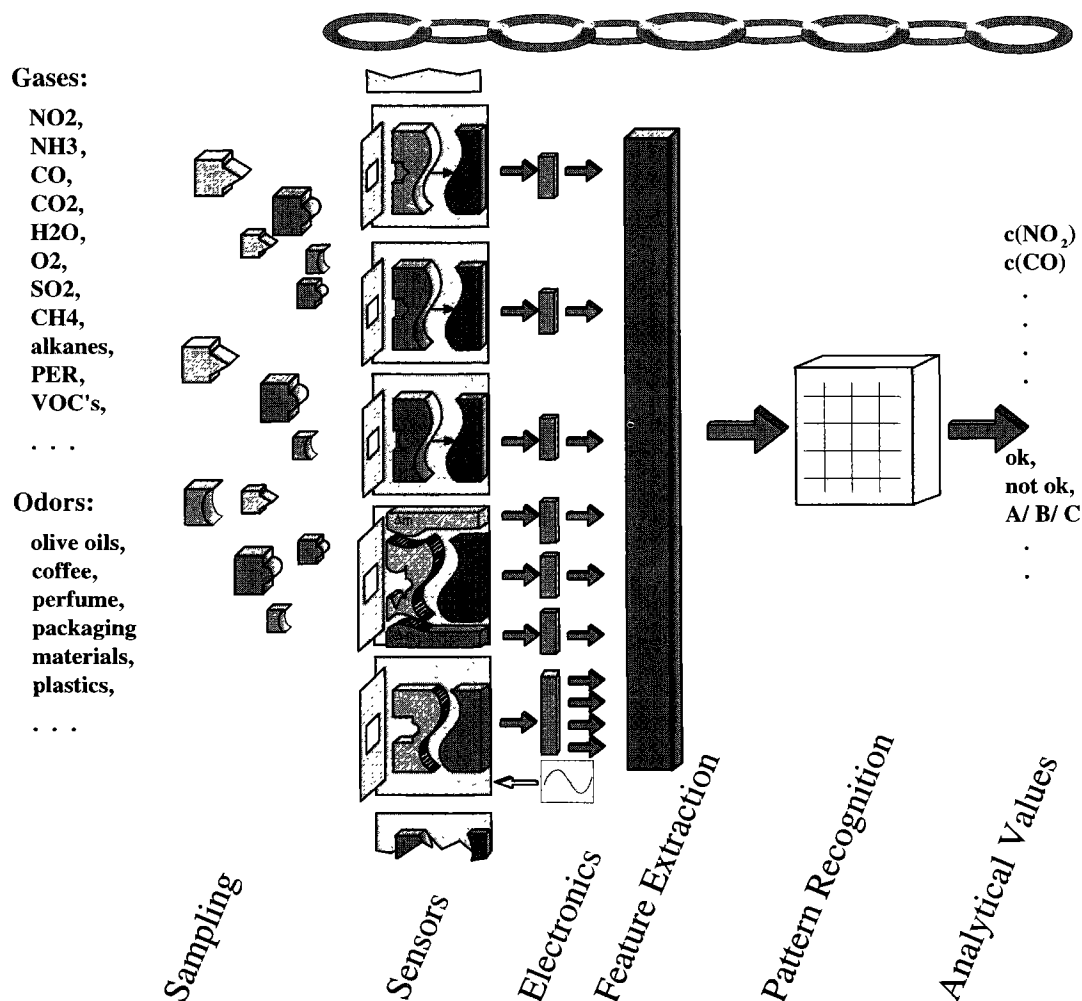 Gases:
NO2,
NH3,
CO,
CO2,
H2O,
O2,
SO2,
CH4,
alkanes,
PER,
VOC's,
. . .
Odors:
olive oils,
coffee,
perfume,
packaging
materials,
plastics,
. . .
Δm
c(NO₂)
c(CO)
.
.
.
.
ok,
not ok,
A/ B/ C
.
.
Sampling
Sensors
Electronics
Feature Extraction
Pattern Recognition
Analytical Values